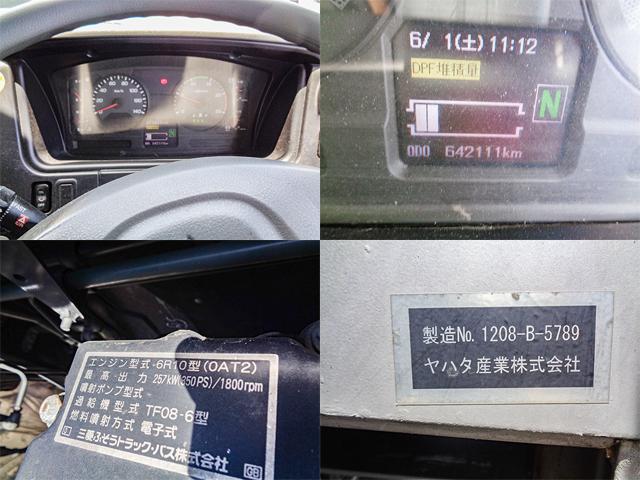 6/ 1(土)11:12
DPF堆積量
N
ODO 642111km
エンジン型式 6R10型(0AT2)
最高出力 257kW(350PS)/1800rpm
噴射ポンプ型式
過給機型式 TF08-6型
燃料噴射方式 電子式
三菱ふそうトラック・バス株式会社
GB
製造No. 1208-B-5789
ヤハタ産業株式会社